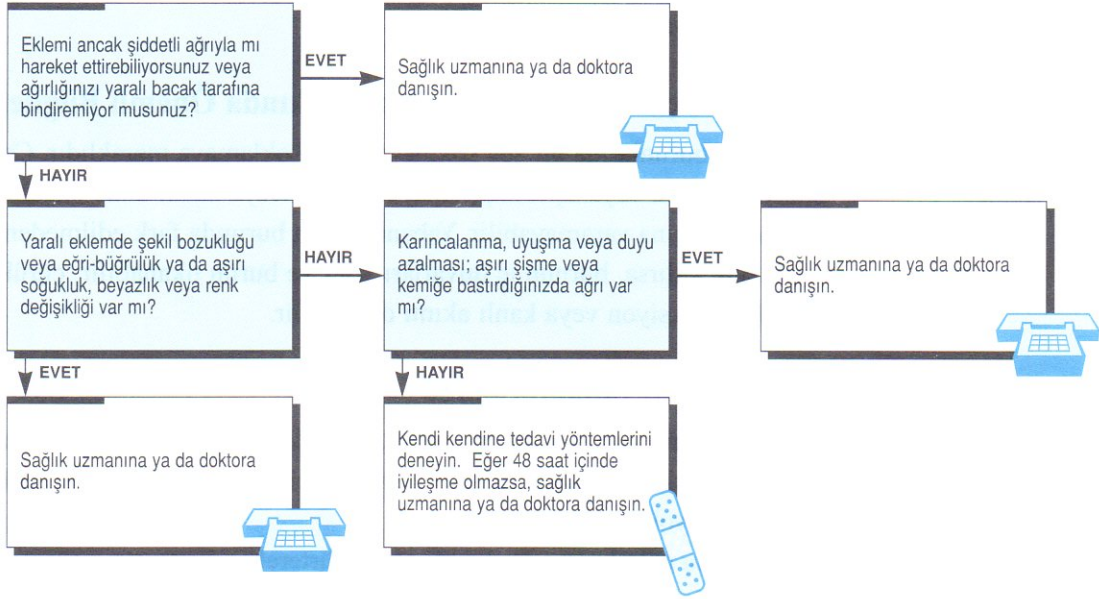 Eklemi ancak şiddetli ağrıyla mı
hareket ettirebiliyorsunuz veya
ağırlığınızı yaralı bacak tarafına
bindiremiyor musunuz?
EVET
Sağlık uzmanına ya da doktora
danışın.
HAYIR
Yaralı eklemde şekil bozukluğu
veya eğri-büğrülük ya da aşırı
soğukluk, beyazlık veya renk
değişikliği var mı?
HAYIR
Karıncalanma, uyuşma veya duyu
azalması; aşırı şişme veya
kemiğe bastırdığınızda ağrı var
mı?
EVET
Sağlık uzmanına ya da doktora
danışın.
EVET
Sağlık uzmanına ya da doktora
danışın.
HAYIR
Kendi kendine tedavi yöntemlerini
deneyin. Eğer 48 saat içinde
iyileşme olmazsa, sağlık
uzmanına ya da doktora danışın.